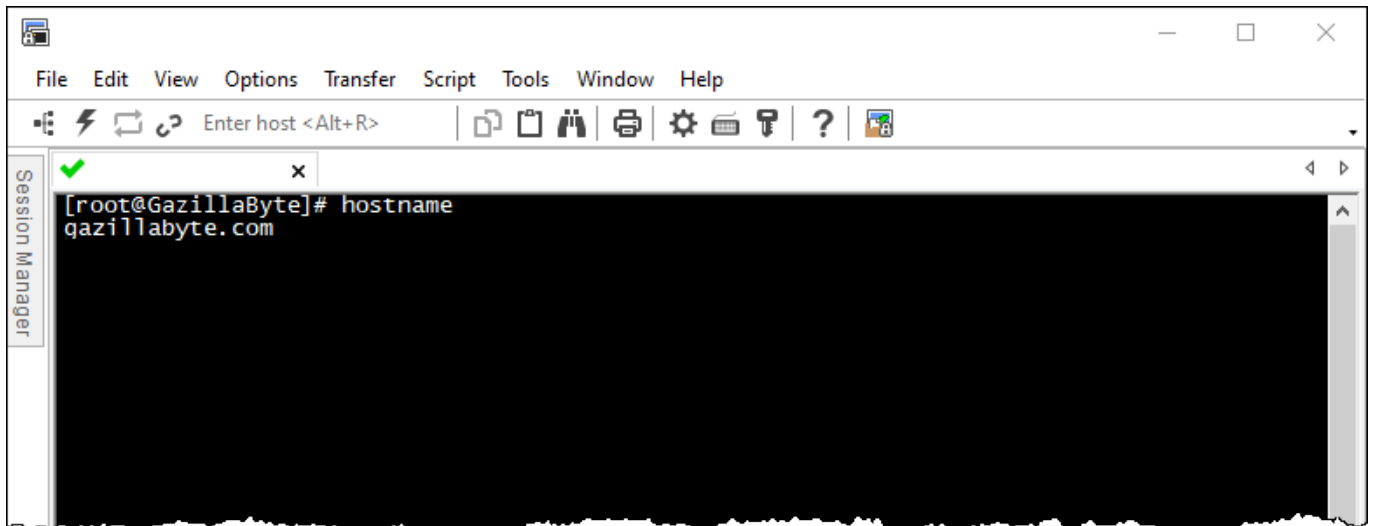 File Edit View Options Transfer Script Tools Window Help
Enter host <Alt+R>
Session Manager
[root@GazillaByte]# hostname
gazillabyte.com